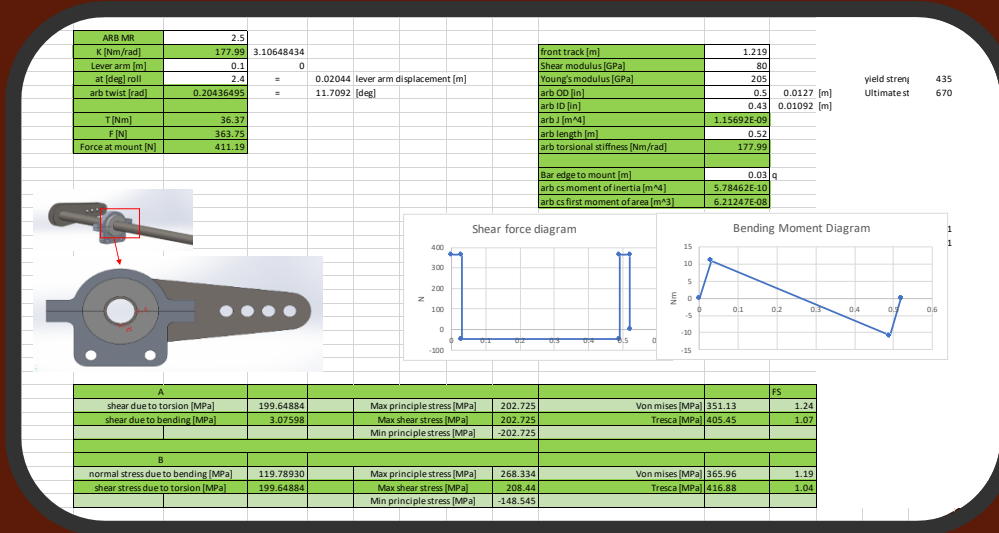 ARB MR 2.5
K [Nm/rad] 177.99 3.10648434 front track [m] 1.219
Lever arm [m] 0.1 0 Shear modulus [GPa] 80
at [deg] roll 2.4 = 0.02044 lever arm displacement [m] Young's modulus [GPa] 205 yield streng 435
arb twist [rad] 0.20436495 = 11.7092 [deg] arb OD [in] 0.5 0.0127 [m] Ultimate st 670
arb ID [in] 0.43 0.01092 [m]
T [Nm] 36.37 arb J [m^4] 1.15692E-09
F [N] 363.75 arb length [m] 0.52
Force at mount [N] 411.19 arb torsional stiffness [Nm/rad] 177.99
Bar edge to mount [m] 0.03 q
arb cs moment of inertia [m^4] 5.78462E-10
arb cs first moment of area [m^3] 6.21247E-08
Shear force diagram
400
300
200
100
0
-100
N
0 0.1 0.2 0.3 0.4 0.5
Bending Moment Diagram
15
10
5
0
-5
-10
-15
Nm
0 0.1 0.2 0.3 0.4 0.5 0.6
1
1
A FS
shear due to torsion [MPa] 199.64884 Max principle stress [MPa] 202.725 Von mises [MPa] 351.13 1.24
shear due to bending [MPa] 3.07598 Max shear stress [MPa] 202.725 Tresca [MPa] 405.45 1.07
Min principle stress [MPa] -202.725
B
normal stress due to bending [MPa] 119.78930 Max principle stress [MPa] 268.334 Von mises [MPa] 365.96 1.19
shear stress due to torsion [MPa] 199.64884 Max shear stress [MPa] 208.44 Tresca [MPa] 416.88 1.04
Min principle stress [MPa] -148.545